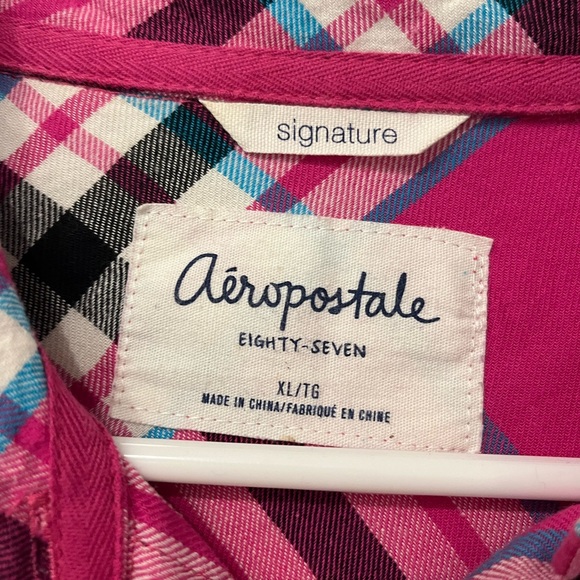 signature
aéropostale
EIGHTY-SEVEN
XL/TG
MADE IN CHINA/FABRIQUÉ EN CHINE